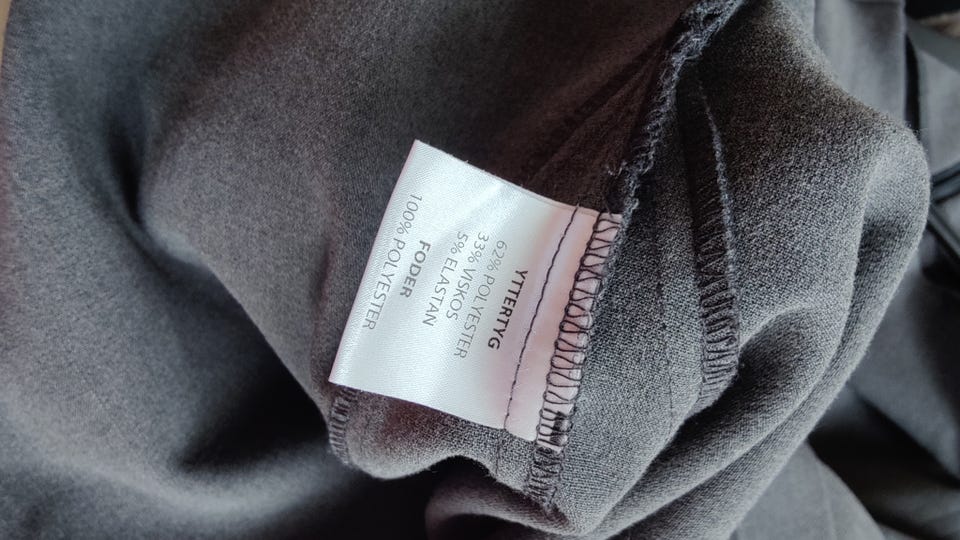 YTTERTYG
62% POLYESTER
33% VISKOS
5% ELASTAN
FODER
100% POLYESTER